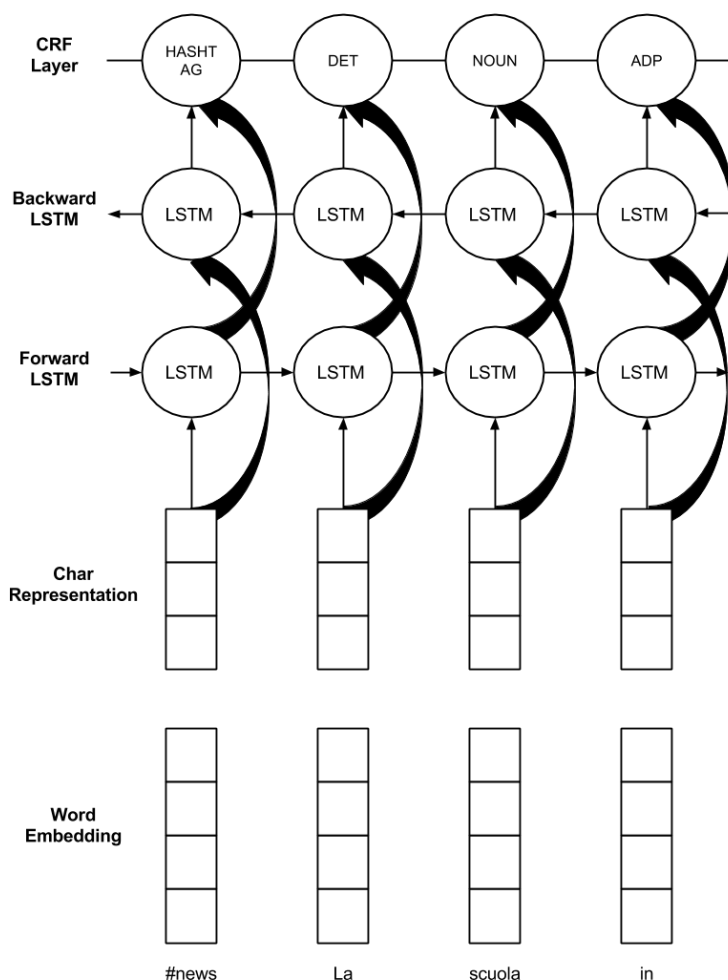 CRF
Layer
HASHT
AG
DET
NOUN
ADP
Backward
LSTM
LSTM
LSTM
LSTM
LSTM
Forward
LSTM
LSTM
LSTM
LSTM
LSTM
Char
Representation
Word
Embedding
#news
La
scuola
in